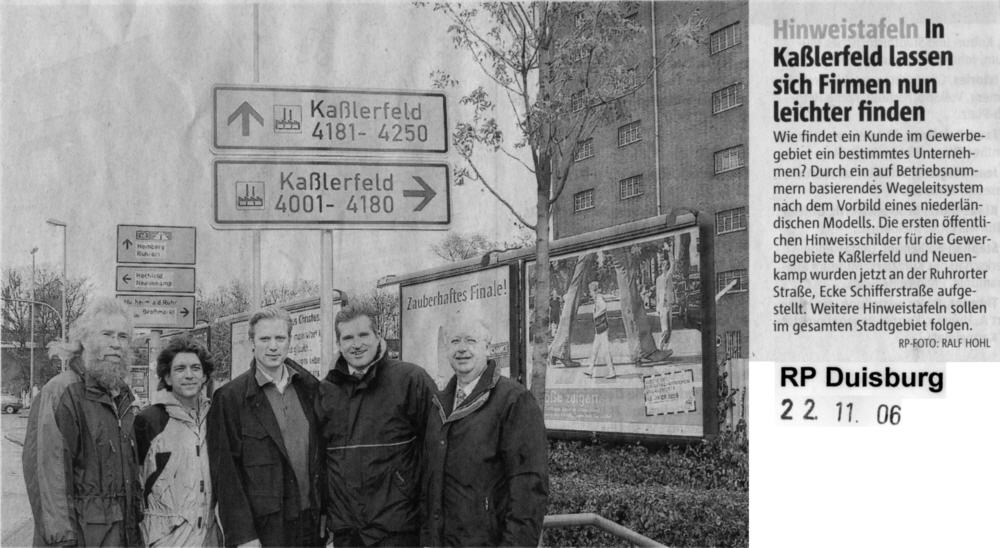 Kaßlerfeld
4181- 4250
Kaßlerfeld
4001- 4180
Homberg
Ruhrort
Hochfeld
Neuenkamp
Mülheim a.d. Ruhr
Großmarkt
Zauberhaftes Finale!
Christus
öße zeigen
Hinweistafeln In
Kaßlerfeld lassen
sich Firmen nun
leichter finden
Wie findet ein Kunde im Gewerbe-
gebiet ein bestimmtes Unterneh-
men? Durch ein auf Betriebsnum-
mern basierendes Wegeleitsystem
nach dem Vorbild eines niederlän-
dischen Modells. Die ersten öffentli-
chen Hinweisschilder für die Gewer-
begebiete Kaßlerfeld und Neuen-
kamp wurden jetzt an der Ruhrorter
Straße, Ecke Schifferstraße aufge-
stellt. Weitere Hinweistafeln sollen
im gesamten Stadtgebiet folgen.
RP-FOTO: RALF HOHL
RP Duisburg
22. 11. 06